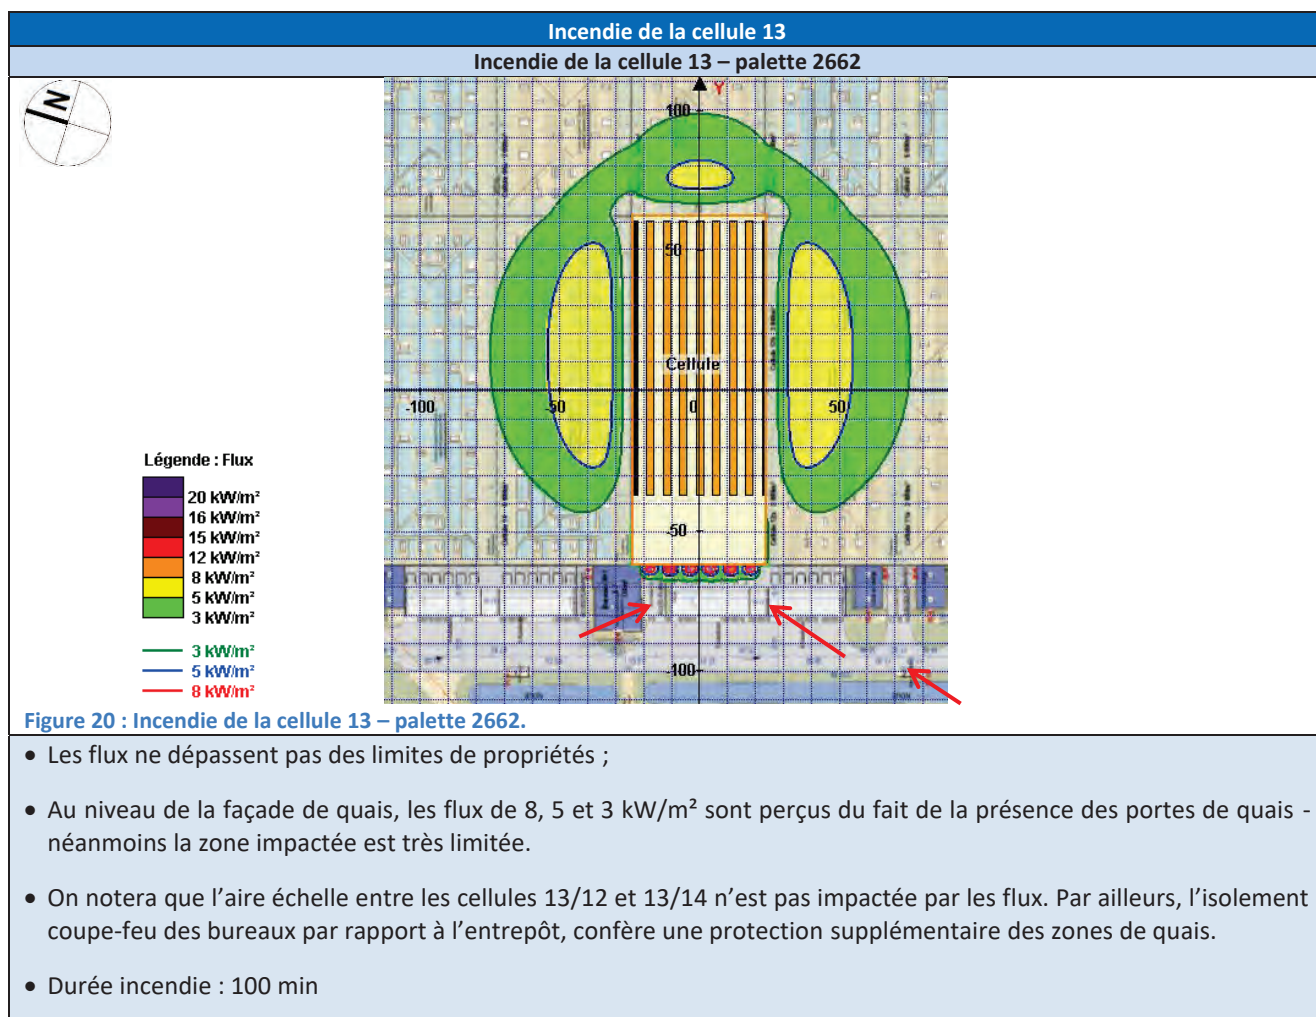 Incendie de la cellule 13
Incendie de la cellule 13 – palette 2662
N
Y
100
50
Cellule
-100
-50
0
50
-50
-100
Légende : Flux
20 kW/m²
16 kW/m²
15 kW/m²
12 kW/m²
8 kW/m²
5 kW/m²
3 kW/m²
3 kW/m²
5 kW/m²
8 kW/m²
Figure 20 : Incendie de la cellule 13 – palette 2662.
• Les flux ne dépassent pas des limites de propriétés ;
• Au niveau de la façade de quais, les flux de 8, 5 et 3 kW/m² sont perçus du fait de la présence des portes de quais -
néanmoins la zone impactée est très limitée.
• On notera que l’aire échelle entre les cellules 13/12 et 13/14 n’est pas impactée par les flux. Par ailleurs, l’isolement
coupe-feu des bureaux par rapport à l’entrepôt, confère une protection supplémentaire des zones de quais.
• Durée incendie : 100 min